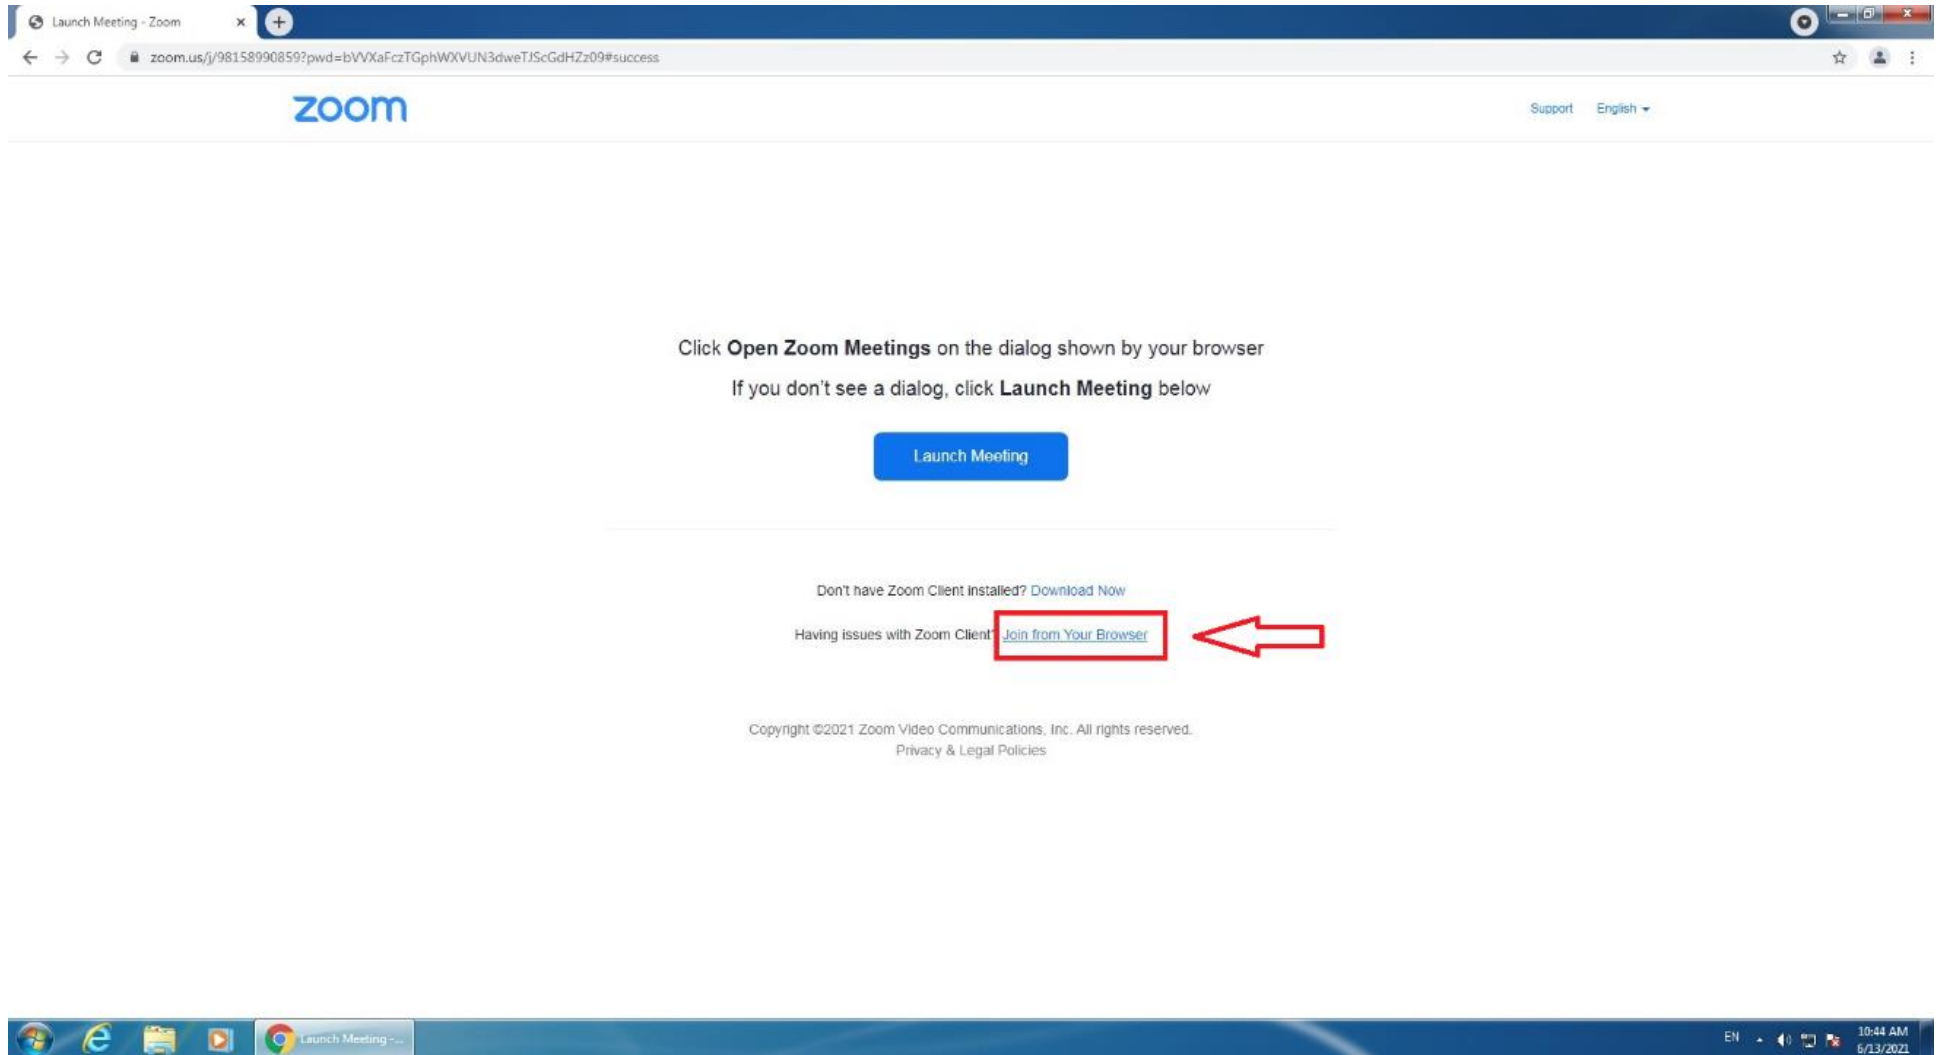 Launch Meeting - Zoom
zoom.us/j/98158990859?pwd=bVVXaFczTGphWXVUN3dweTJScGdHZz09#success
zoom
Support English
Click Open Zoom Meetings on the dialog shown by your browser
If you don't see a dialog, click Launch Meeting below
Launch Meeting
Don't have Zoom Client installed? Download Now
Having issues with Zoom Client? Join from Your Browser
Copyright ©2021 Zoom Video Communications, Inc. All rights reserved.
Privacy & Legal Policies
Launch Meeting -...
EN
10:44 AM
6/13/2021